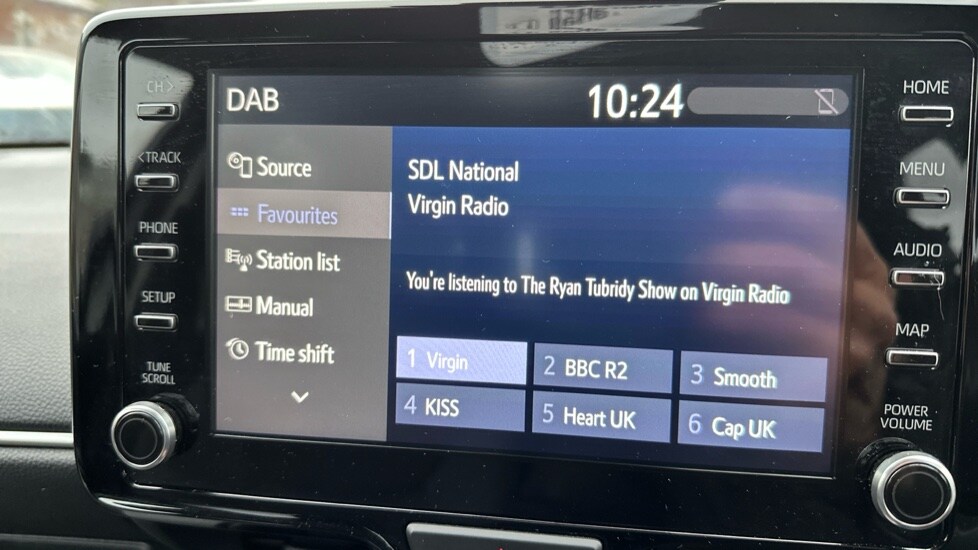 CH>
<TRACK
PHONE
SETUP
TUNE
SCROLL
DAB
10:24
Source
Favourites
Station list
Manual
Time shift
SDL National
Virgin Radio
You're listening to The Ryan Tubridy Show on Virgin Radio
1 Virgin
2 BBC R2
3 Smooth
4 KISS
5 Heart UK
6 Cap UK
HOME
MENU
AUDIO
MAP
POWER
VOLUME